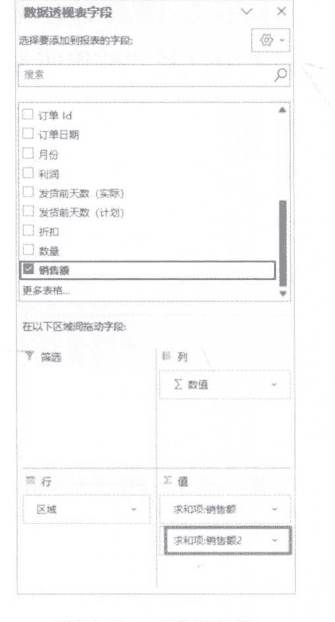 数据透视表字段
选择要添加到报表的字段:
搜索
订单 Id
订单日期
月份
利润
发货前天数（实际）
发货前天数（计划）
折扣
数量
销售额
更多表格...
在以下区域间拖动字段:
筛选
列
Σ 数值
行
Σ 值
区域
求和项:销售额
求和项:销售额2